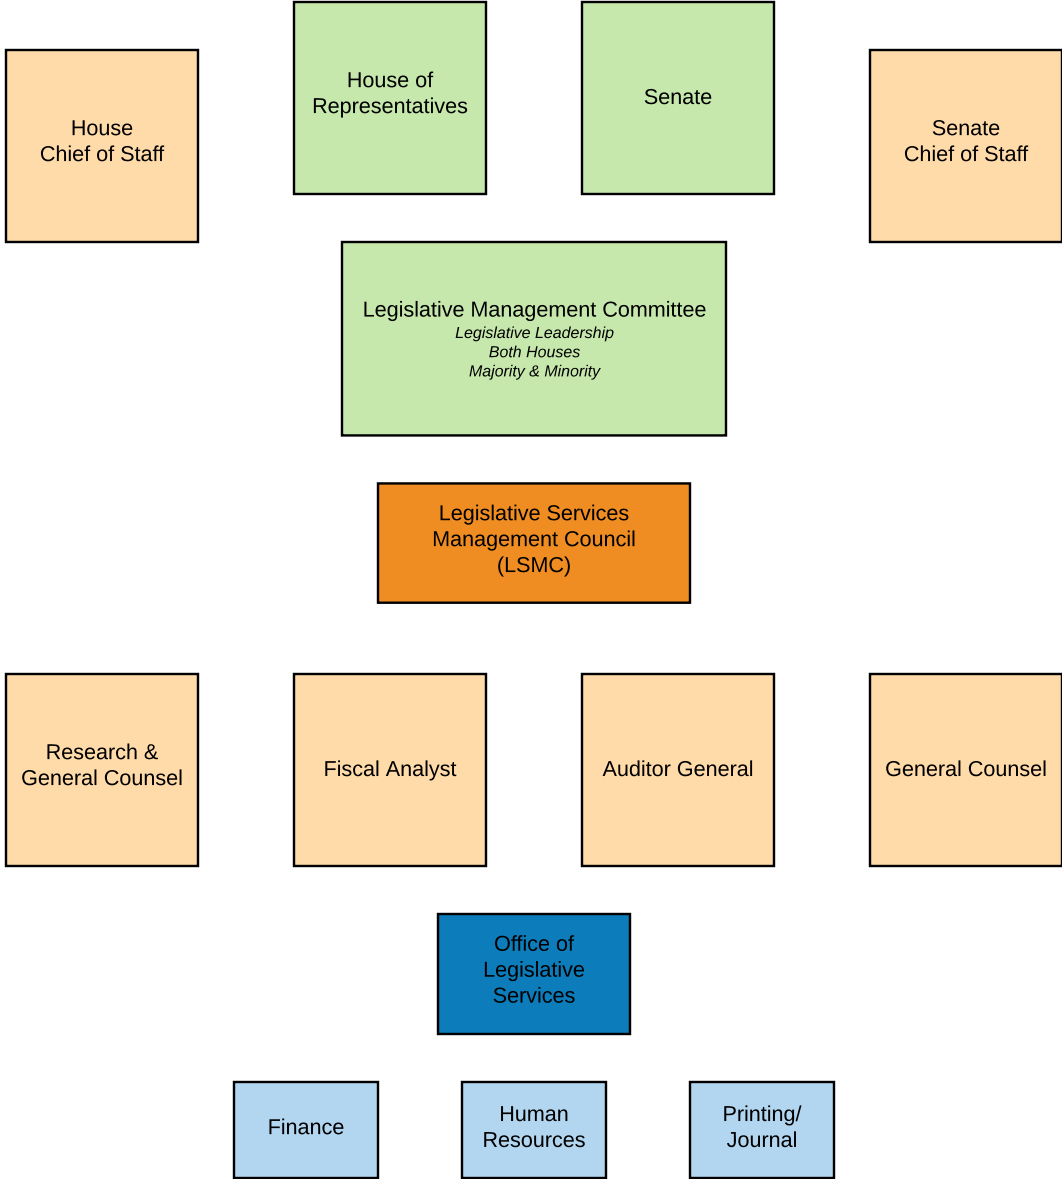 House of
Representatives
Senate
House
Chief of Staff
Senate
Chief of Staff
Legislative Management Committee
Legislative Leadership
Both Houses
Majority & Minority
Legislative Services
Management Council
(LSMC)
Research &
General Counsel
Fiscal Analyst
Auditor General
General Counsel
Office of
Legislative
Services
Finance
Human
Resources
Printing/
Journal